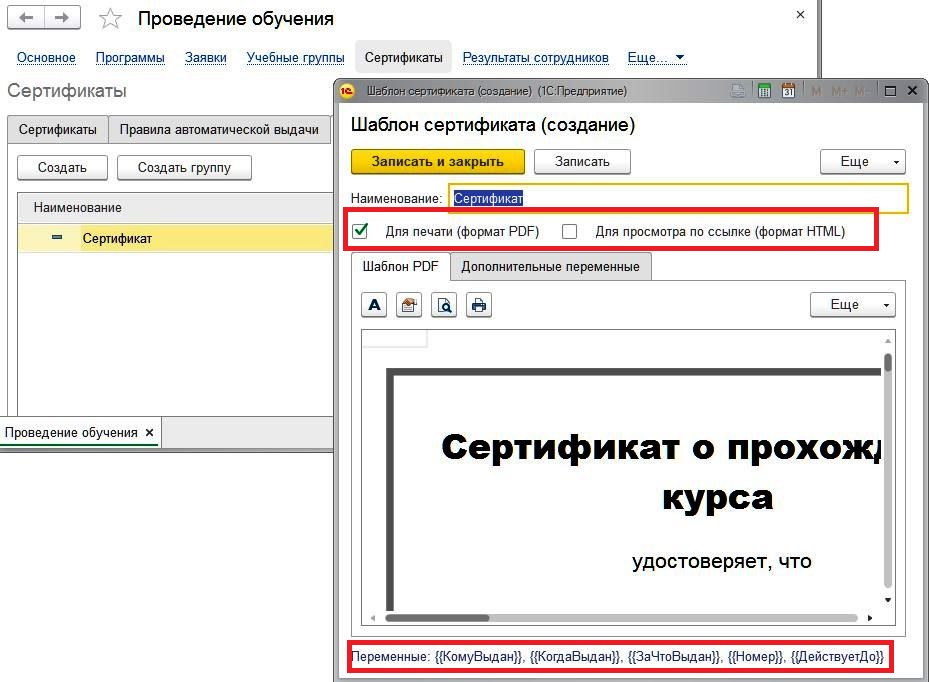 Проведение обучения
Основное Программы Заявки Учебные группы Сертификаты Результаты сотрудников Еще...
Сертификаты
Сертификаты Правила автоматической выдачи
Создать Создать группу
Наименование
Сертификат
Проведение обучения
Шаблон сертификата (создание) (1С:Предприятие)
M M+ M-
Шаблон сертификата (создание)
Записать и закрыть Записать Еще
Наименование: Сертификат
Для печати (формат PDF) Для просмотра по ссылке (формат HTML)
Шаблон PDF Дополнительные переменные
А Еще
Сертификат о прохожд
курса
удостоверяет, что
Переменные: {{КомуВыдан}}, {{КогдаВыдан}}, {{ЗаЧтоВыдан}}, {{Номер}}, {{ДействуетДо}}